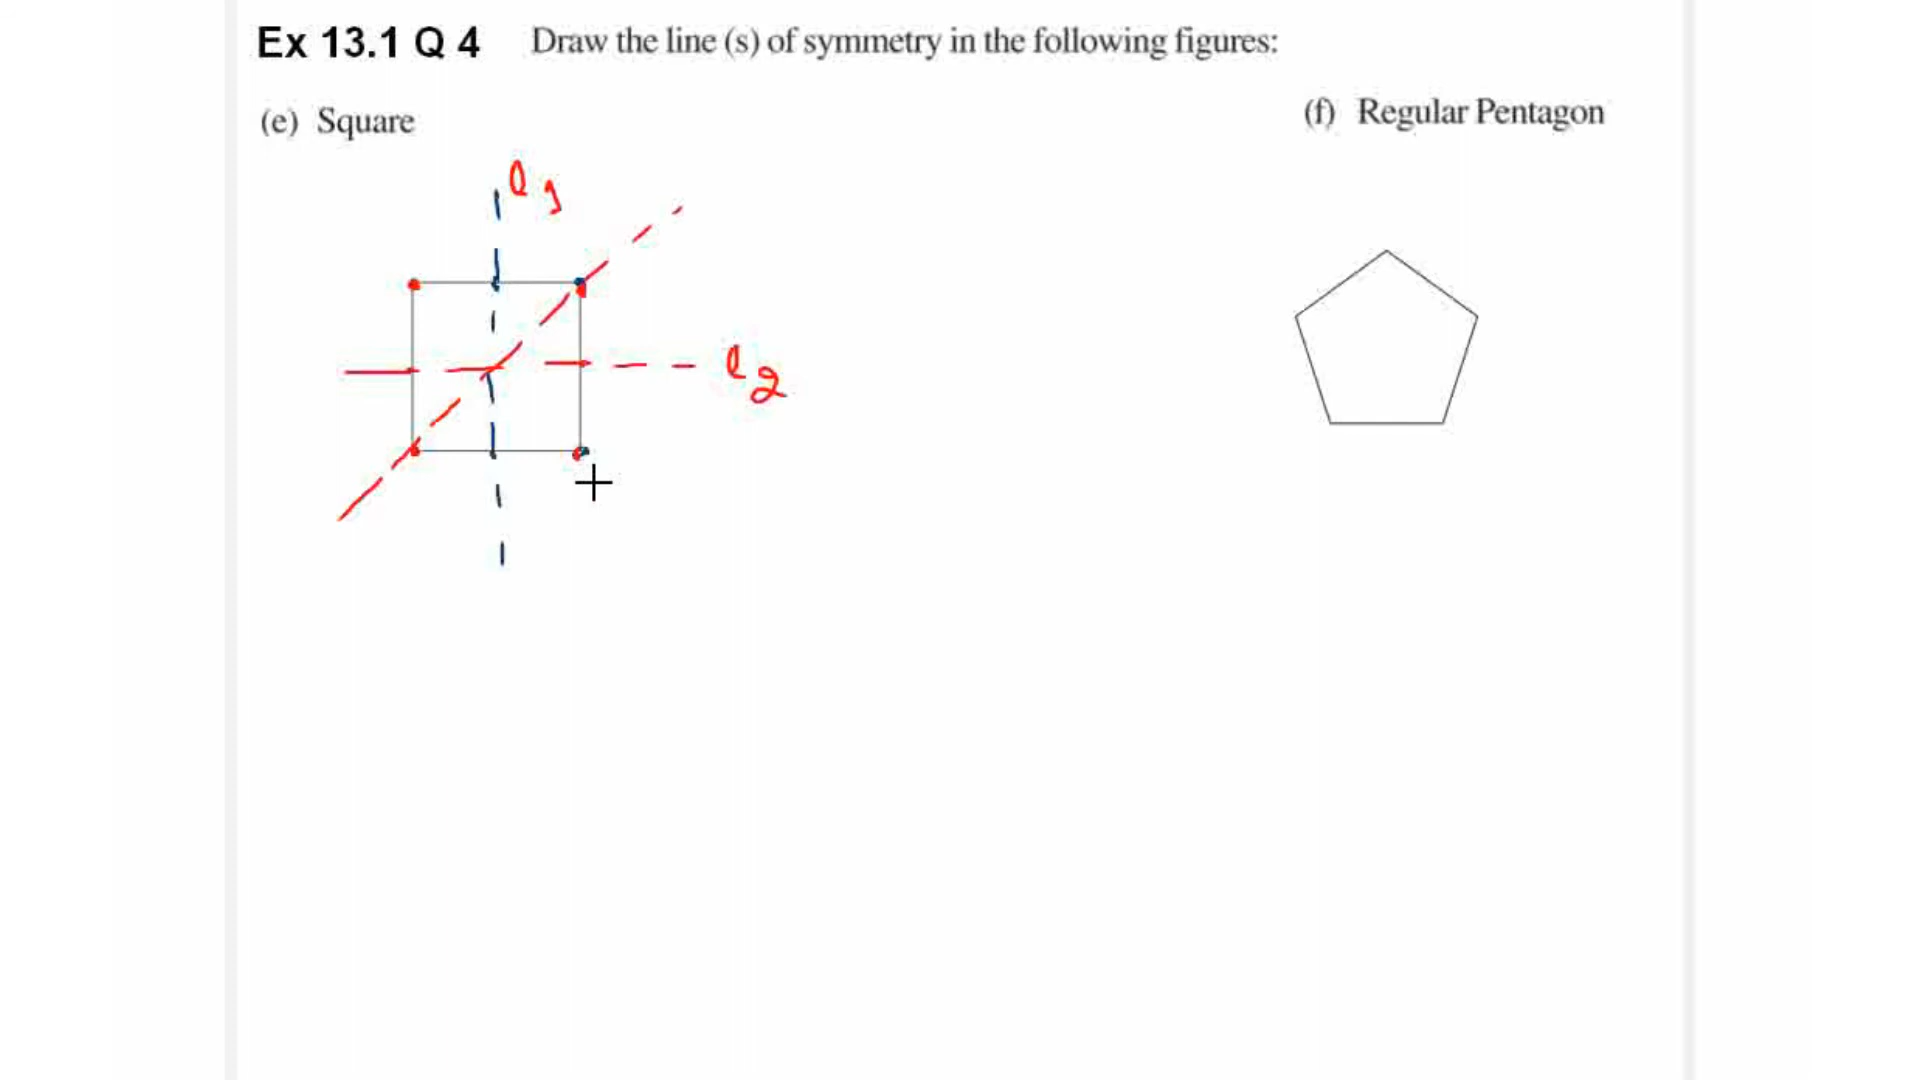 Ex 13.1 Q 4 Draw the line (s) of symmetry in the following figures:
(e) Square
(f) Regular Pentagon
l1
l2